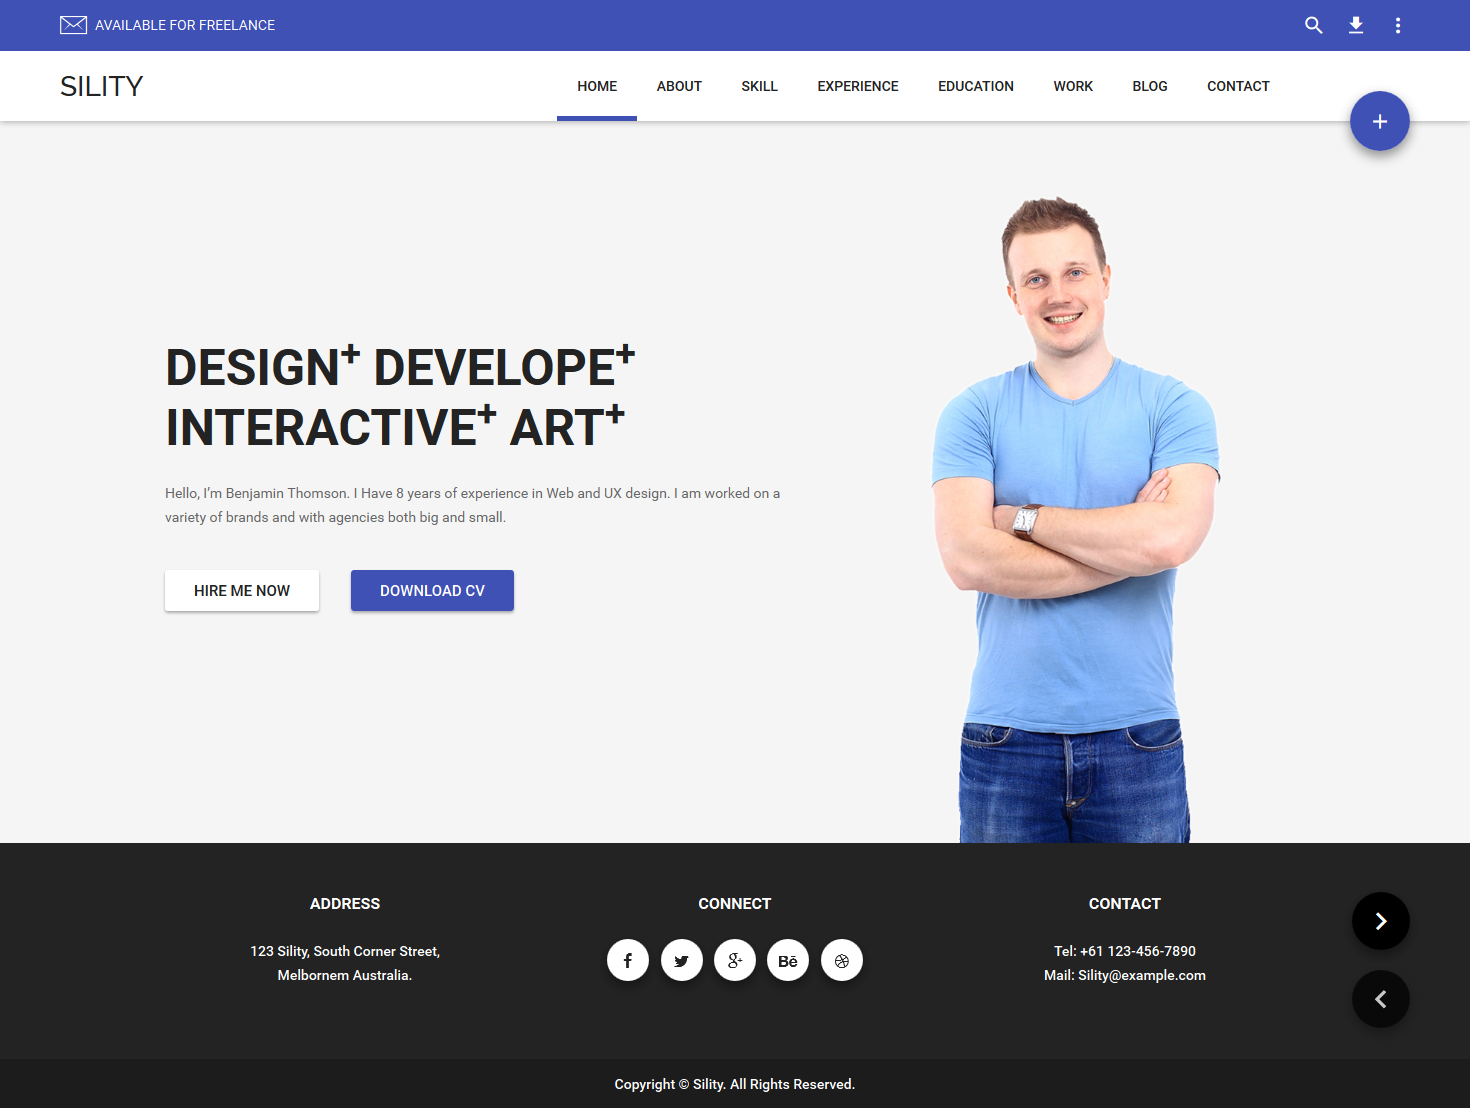 AVAILABLE FOR FREELANCE
SILITY
HOME ABOUT SKILL EXPERIENCE EDUCATION WORK BLOG CONTACT
+
DESIGN+ DEVELOPE+
INTERACTIVE+ ART+
Hello, I’m Benjamin Thomson. I Have 8 years of experience in Web and UX design. I am worked on a
variety of brands and with agencies both big and small.
HIRE ME NOW DOWNLOAD CV
ADDRESS
123 Sility, South Corner Street,
Melbornem Australia.
CONNECT
f g+ Bē
CONTACT
Tel: +61 123-456-7890
Mail: Sility@example.com
Copyright © Sility. All Rights Reserved.